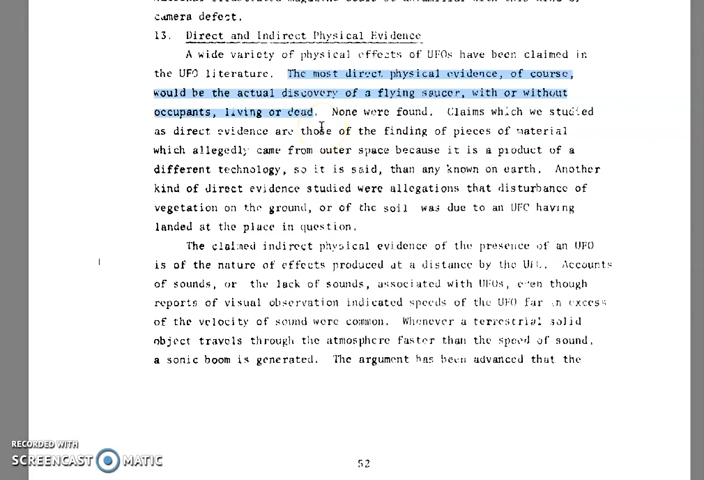 camera defect.
13. Direct and Indirect Physical Evidence
A wide variety of physical effects of UFOs have been claimed in
the UFO literature. The most direct physical evidence, of course,
would be the actual discovery of a flying saucer, with or without
occupants, living or dead. None were found. Claims which we studied
as direct evidence are those of the finding of pieces of material
which allegedly came from outer space because it is a product of a
different technology, so it is said, than any known on earth. Another
kind of direct evidence studied were allegations that disturbance of
vegetation on the ground, or of the soil was due to an UFO having
landed at the place in question.
The claimed indirect physical evidence of the presence of an UFO
is of the nature of effects produced at a distance by the UFO. Accounts
of sounds, or the lack of sounds, associated with UFOs, even though
reports of visual observation indicated speeds of the UFO far in excess
of the velocity of sound were common. Whenever a terrestrial solid
object travels through the atmosphere faster than the speed of sound,
a sonic boom is generated. The argument has been advanced that the
RECORDED WITH
SCREENCAST MATIC
52